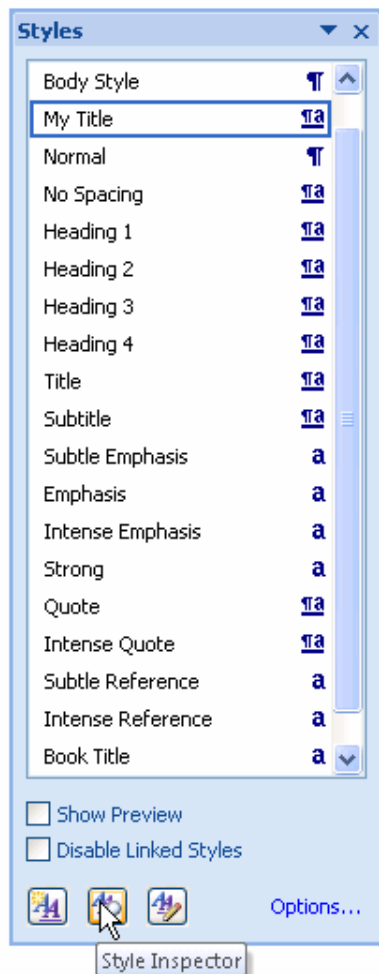 Styles
Body Style ¶
My Title ¶a
Normal ¶
No Spacing ¶a
Heading 1 ¶a
Heading 2 ¶a
Heading 3 ¶a
Heading 4 ¶a
Title ¶a
Subtitle ¶a
Subtle Emphasis a
Emphasis a
Intense Emphasis a
Strong a
Quote ¶a
Intense Quote ¶a
Subtle Reference a
Intense Reference a
Book Title a
Show Preview
Disable Linked Styles
Options...
Style Inspector